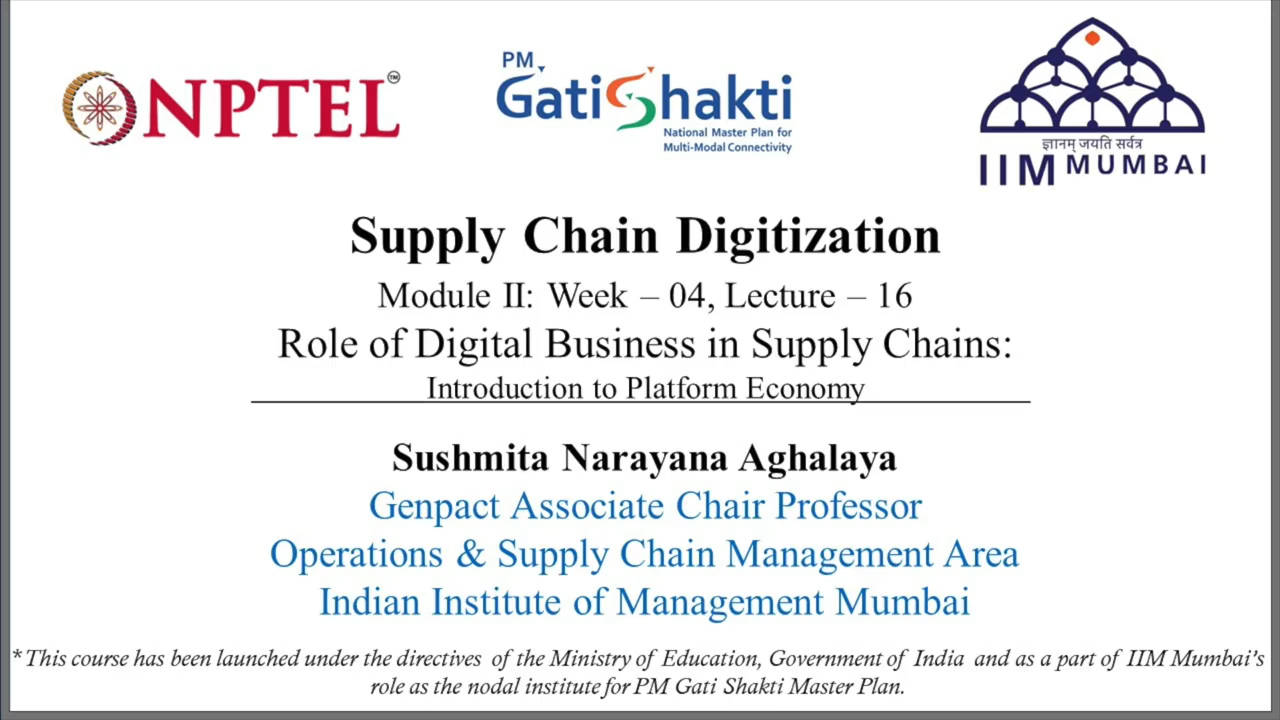 NPTEL™
PM
GatiShakti
National Master Plan for
Multi-Modal Connectivity
ज्ञानम् जयति सर्वत्र
IIM MUMBAI
Supply Chain Digitization
Module II: Week – 04, Lecture – 16
Role of Digital Business in Supply Chains:
Introduction to Platform Economy
Sushmita Narayana Aghalaya
Genpact Associate Chair Professor
Operations & Supply Chain Management Area
Indian Institute of Management Mumbai
*This course has been launched under the directives of the Ministry of Education, Government of India and as a part of IIM Mumbai's
role as the nodal institute for PM Gati Shakti Master Plan.